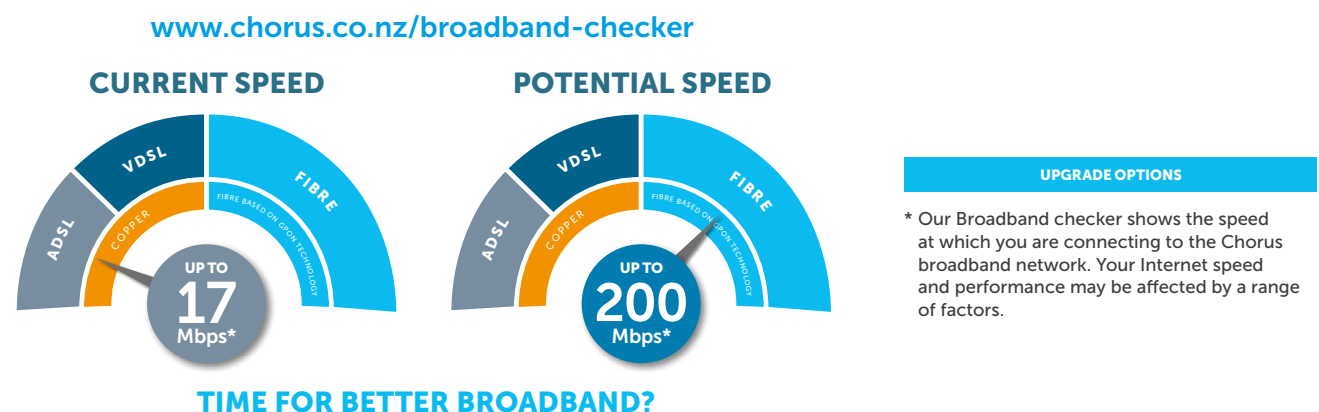 www.chorus.co.nz/broadband-checker
CURRENT SPEED
ADSL
VDSL
FIBRE
COPPER
FIBRE BASED ON GPON TECHNOLOGY
UP TO
17
Mbps*
POTENTIAL SPEED
ADSL
VDSL
FIBRE
COPPER
FIBRE BASED ON GPON TECHNOLOGY
UP TO
200
Mbps*
TIME FOR BETTER BROADBAND?
UPGRADE OPTIONS
* Our Broadband checker shows the speed
at which you are connecting to the Chorus
broadband network. Your Internet speed
and performance may be affected by a range
of factors.